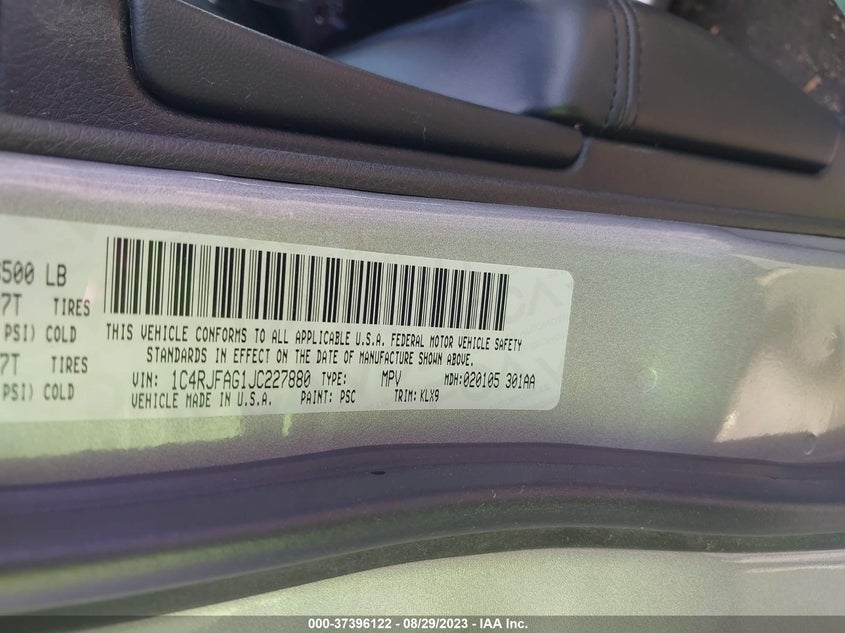 500 LB
7T TIRES
PSI) COLD
7T TIRES
PSI) COLD
THIS VEHICLE CONFORMS TO ALL APPLICABLE U.S.A. FEDERAL MOTOR VEHICLE SAFETY
STANDARDS IN EFFECT ON THE DATE OF MANUFACTURE SHOWN ABOVE.
VIN: 1C4RJFAG1JC227880 TYPE: MPV MDH: 020105 301AA
VEHICLE MADE IN U.S.A. PAINT: PSC TRIM: KLX9
000-37396122 - 08/29/2023 - IAA Inc.